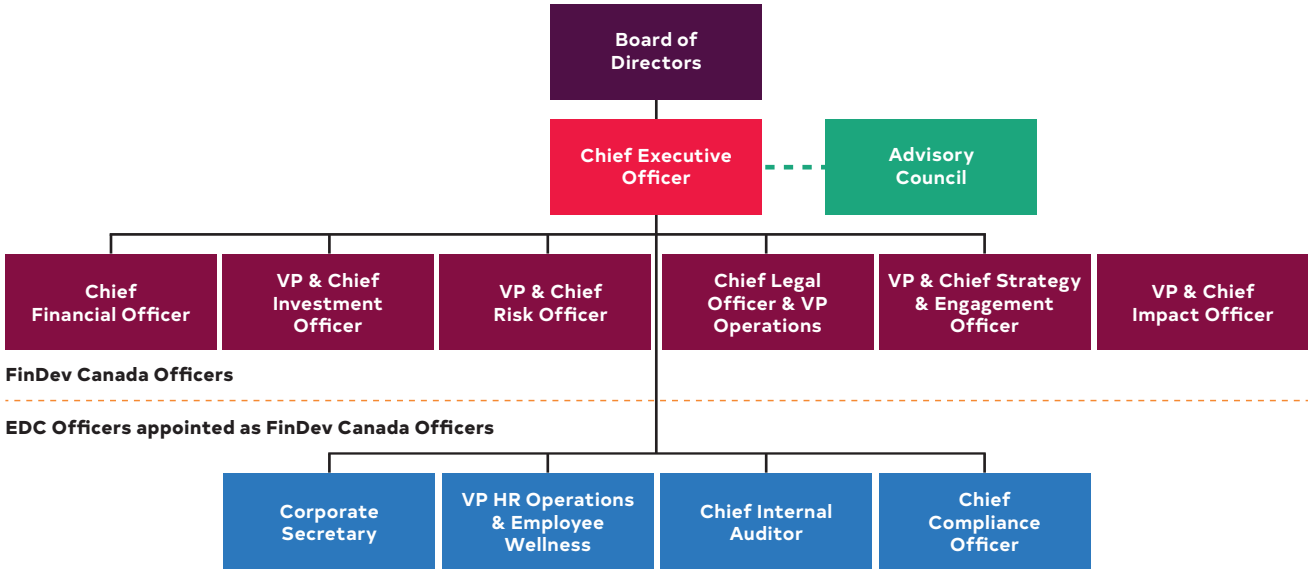 Board of
Directors
Chief Executive
Officer
Advisory
Council
Chief
Financial Officer
VP & Chief
Investment
Officer
VP & Chief
Risk Officer
Chief Legal
Officer & VP
Operations
VP & Chief Strategy
& Engagement
Officer
VP & Chief
Impact Officer
FinDev Canada Officers
EDC Officers appointed as FinDev Canada Officers
Corporate
Secretary
VP HR Operations
& Employee
Wellness
Chief Internal
Auditor
Chief
Compliance
Officer